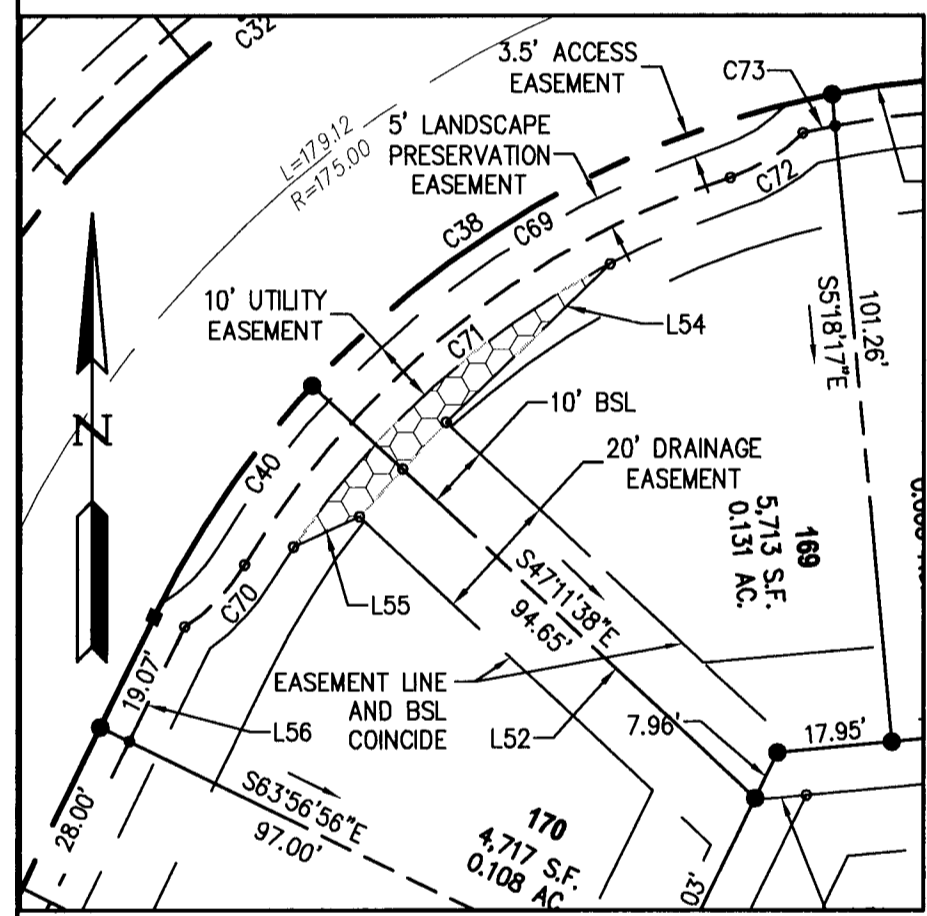 C32
3.5' ACCESS
EASEMENT
C73
L=179.12
R=175.00
5' LANDSCAPE
PRESERVATION
EASEMENT
C72
C38
C69
10' UTILITY
EASEMENT
C71
L54
S5°18'17"E
101.26'
N
10' BSL
20' DRAINAGE
EASEMENT
C40
169
5,713 S.F.
0.131 AC.
C70
L55
S47°11'38"E
94.65'
EASEMENT LINE
AND BSL
COINCIDE
L52
7.96'
17.95'
19.07'
L56
S63°56'56"E
97.00'
28.00'
170
4,717 S.F.
0.108 AC.
03'